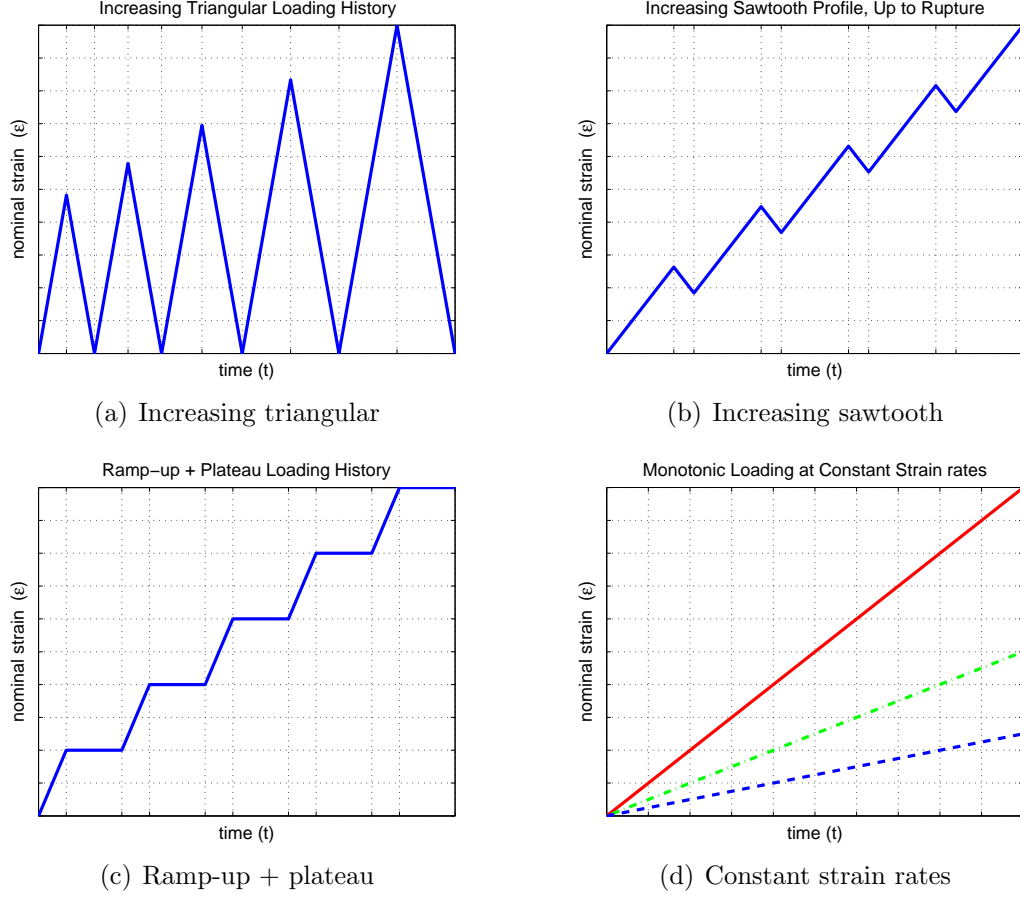 Increasing Triangular Loading History
nominal strain (ε)
time (t)
(a) Increasing triangular
Increasing Sawtooth Profile, Up to Rupture
nominal strain (ε)
time (t)
(b) Increasing sawtooth
Ramp−up + Plateau Loading History
nominal strain (ε)
time (t)
(c) Ramp-up + plateau
Monotonic Loading at Constant Strain rates
nominal strain (ε)
time (t)
(d) Constant strain rates